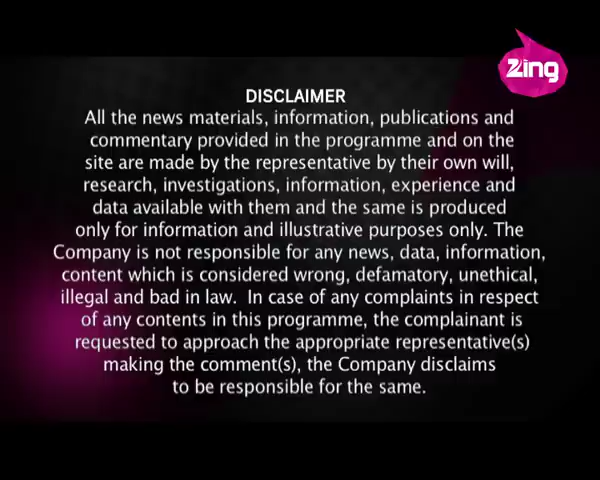 Zing
DISCLAIMER
All the news materials, information, publications and
commentary provided in the programme and on the
site are made by the representative by their own will,
research, investigations, information, experience and
data available with them and the same is produced
only for information and illustrative purposes only. The
Company is not responsible for any news, data, information,
content which is considered wrong, defamatory, unethical,
illegal and bad in law. In case of any complaints in respect
of any contents in this programme, the complainant is
requested to approach the appropriate representative(s)
making the comment(s), the Company disclaims
to be responsible for the same.